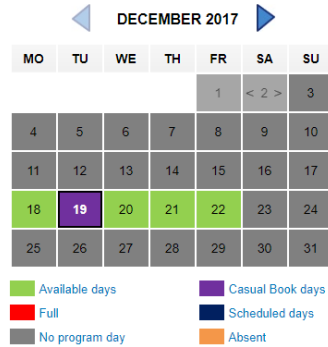 DECEMBER 2017
MO TU WE TH FR SA SU
1 < 2 > 3
4 5 6 7 8 9 10
11 12 13 14 15 16 17
18 19 20 21 22 23 24
25 26 27 28 29 30 31
Available days Casual Book days
Full Scheduled days
No program day Absent